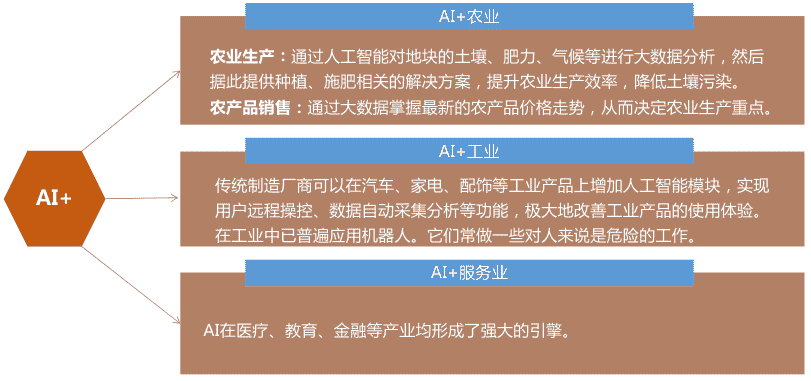 AI+农业
农业生产：通过人工智能对地块的土壤、肥力、气候等进行大数据分析，然后
据此提供种植、施肥相关的解决方案，提升农业生产效率，降低土壤污染。
农产品销售：通过大数据掌握最新的农产品价格走势，从而决定农业生产重点。
AI+
AI+工业
传统制造厂商可以在汽车、家电、配饰等工业产品上增加人工智能模块，实现
用户远程操控、数据自动采集分析等功能，极大地改善工业产品的使用体验。
在工业中已普遍应用机器人。它们常做一些对人来说是危险的工作。
AI+服务业
AI在医疗、教育、金融等产业均形成了强大的引擎。